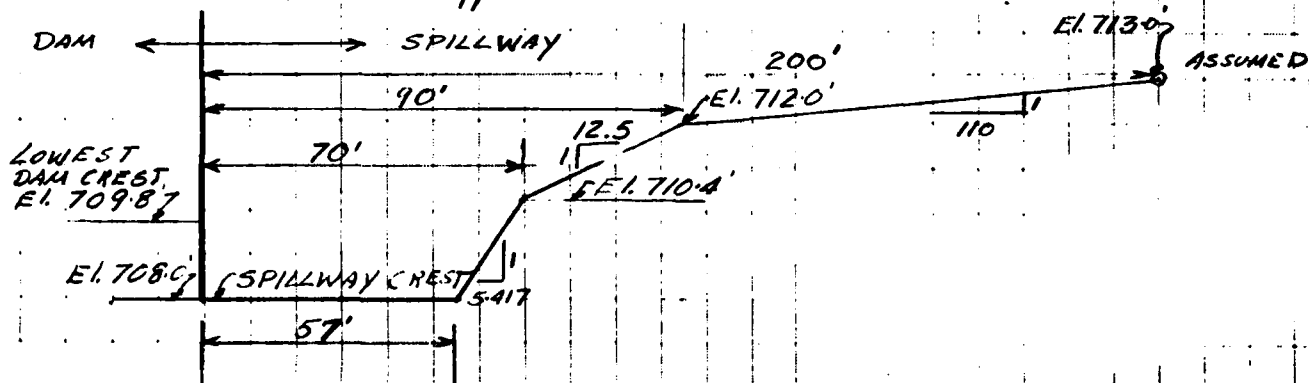 DAM SPILLWAY
El. 713.0'
ASSUMED
200'
90'
El. 712.0'
1
110
12.5
1
70'
LOWEST
DAM CREST
El. 709.87
El. 710.4'
El. 708.0'
SPILLWAY CREST
1
5.417
57'